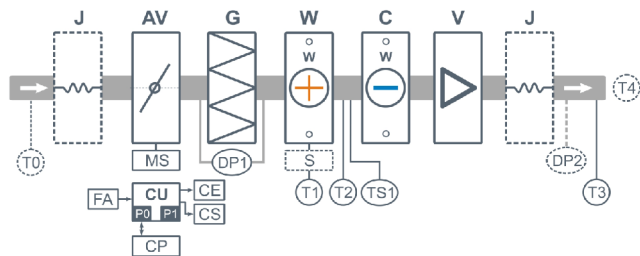 J AV G W C V J
w w
T4
T0 MS DP1 S DP2
T1 T2 TS1 T3
FA CU CE
P0 P1 CS
CP